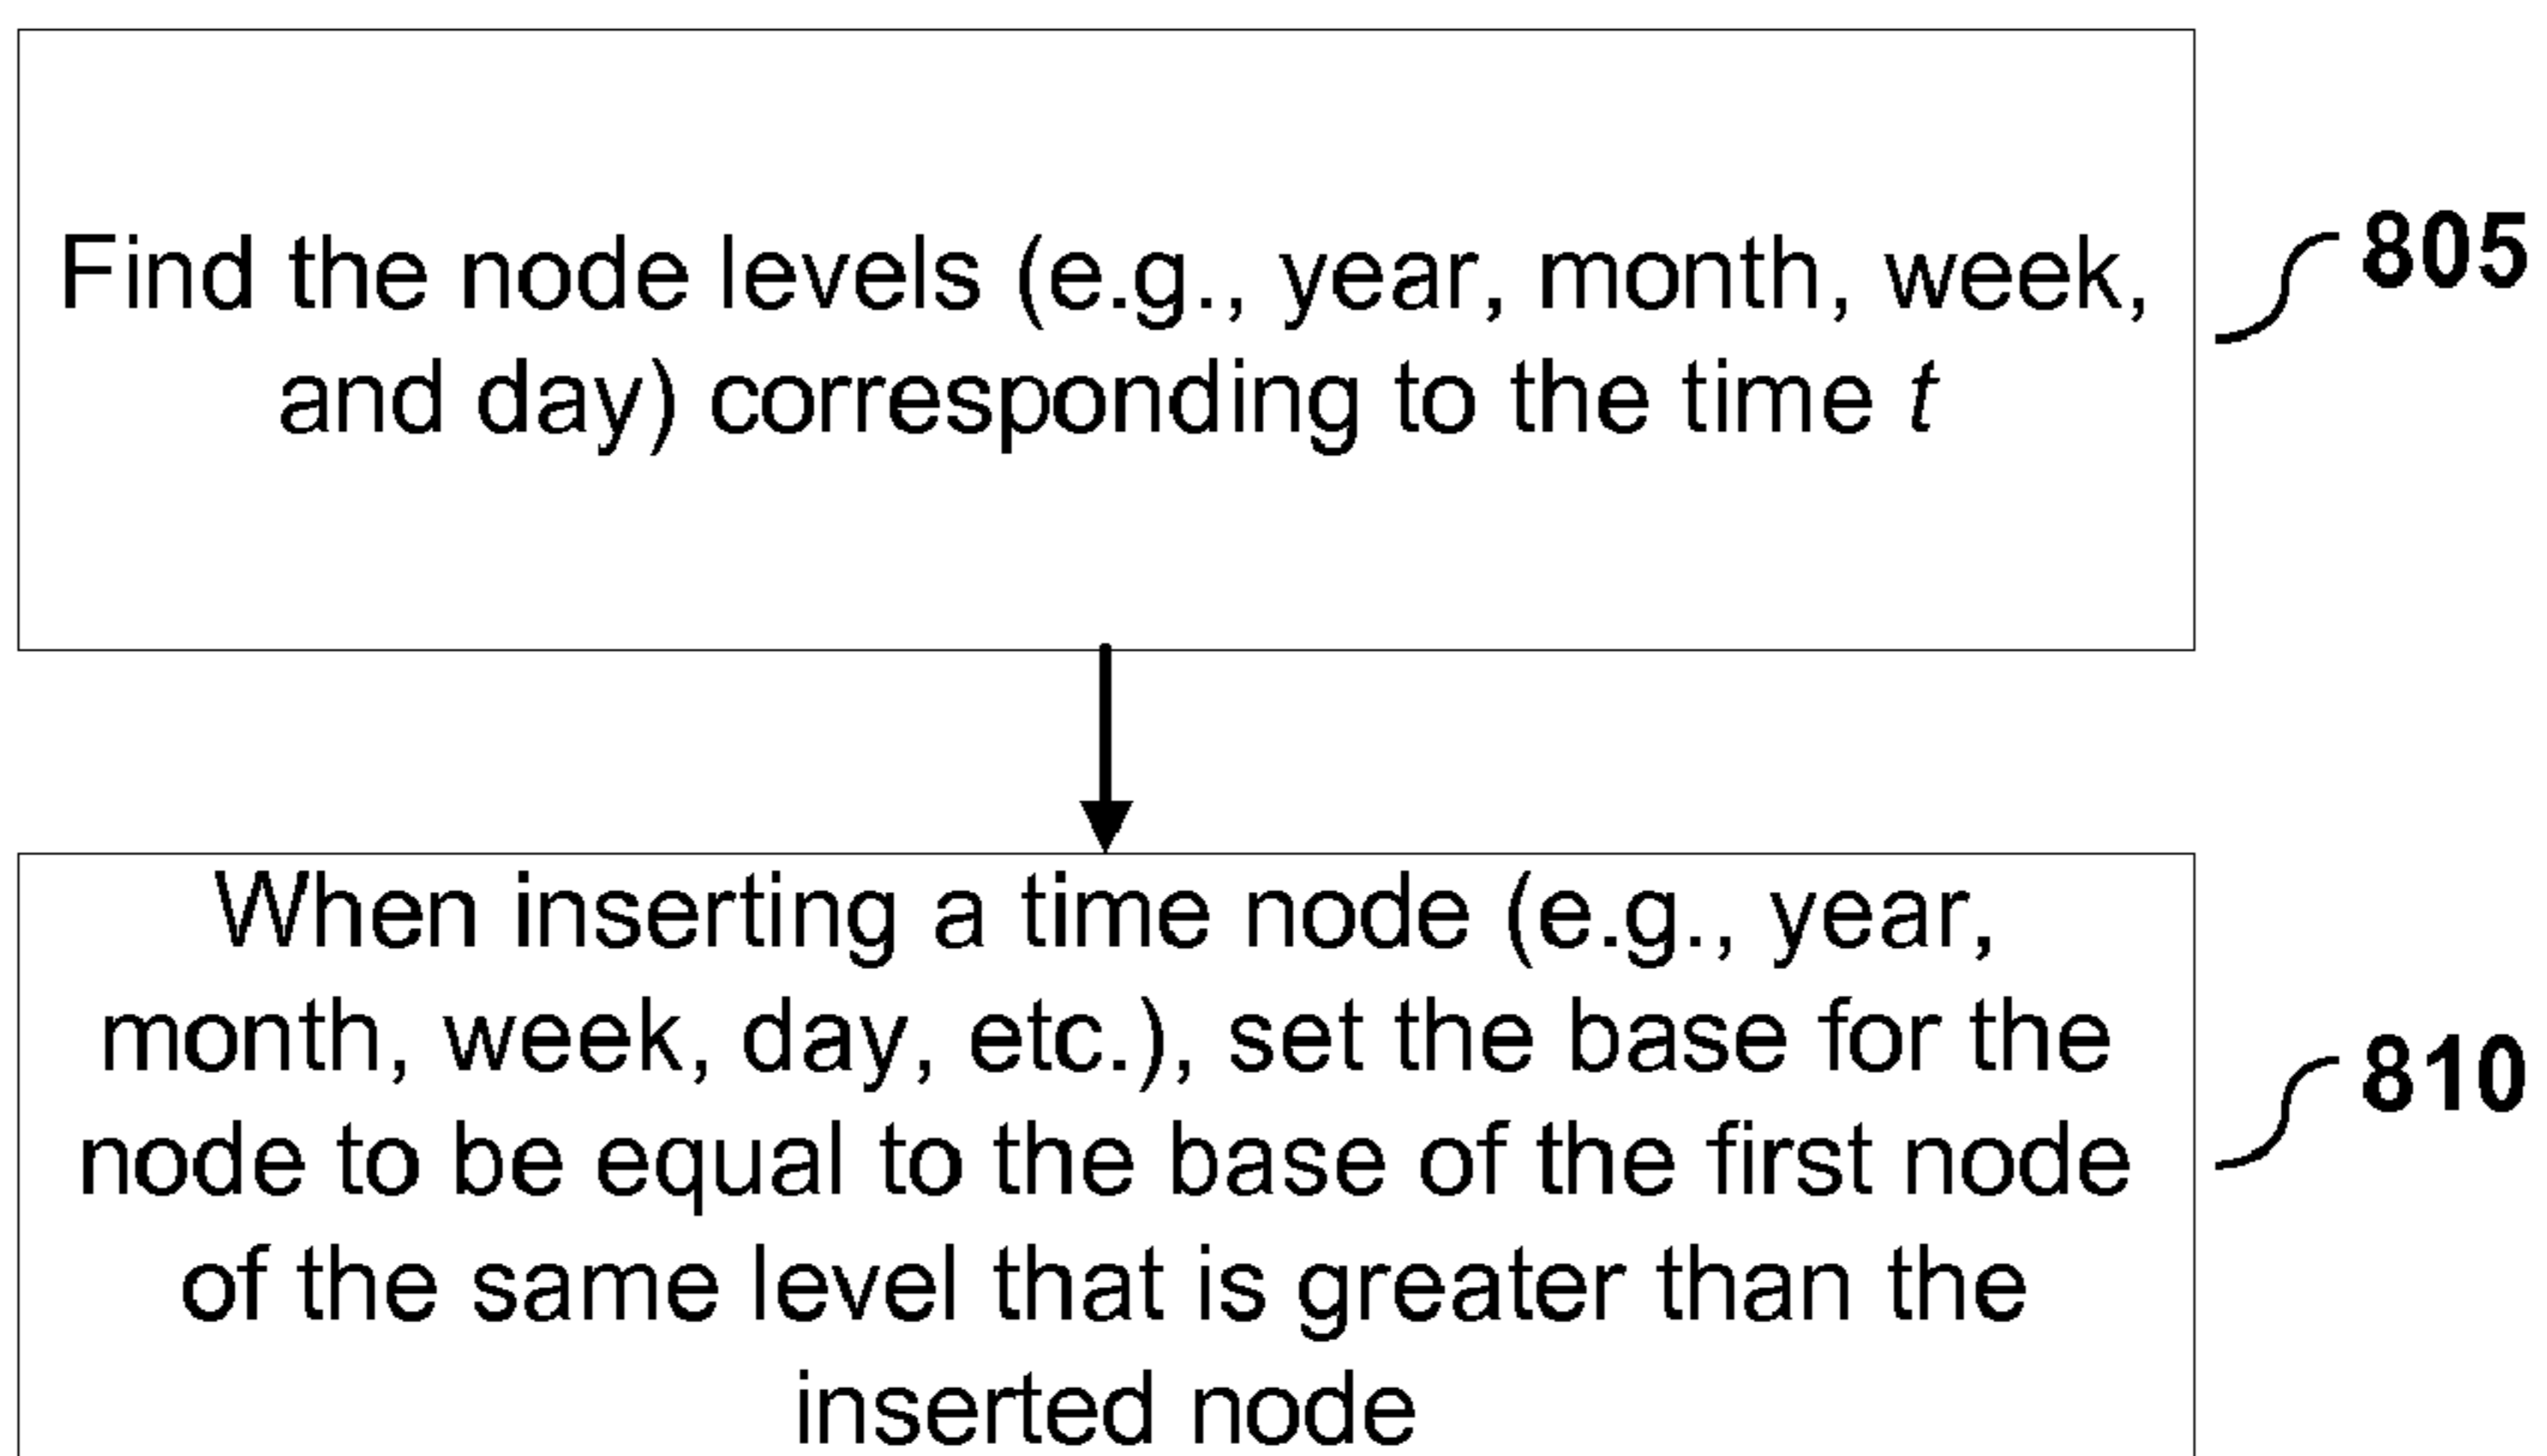 Find the node levels (e.g., year, month, week,
and day) corresponding to the time t
805
When inserting a time node (e.g., year,
month, week, day, etc.), set the base for the
node to be equal to the base of the first node
of the same level that is greater than the
inserted node
810